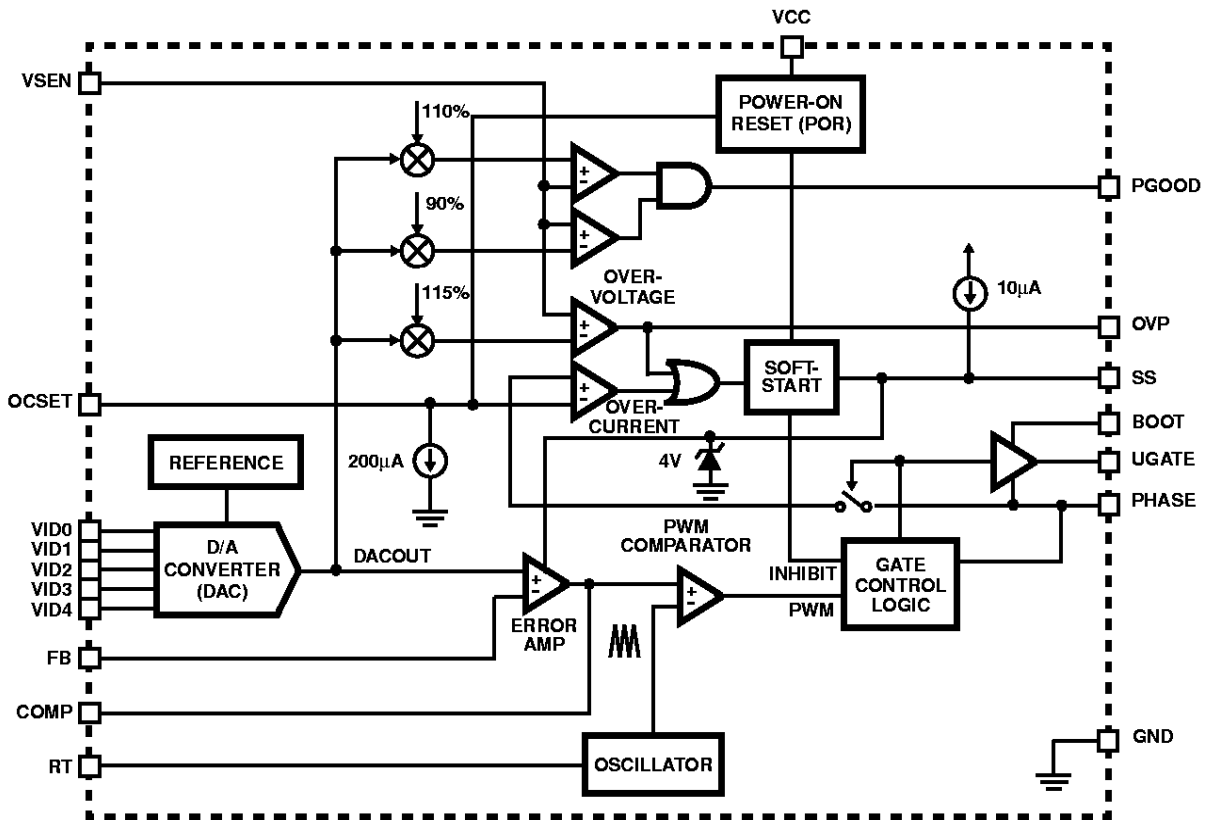 VCC
VSEN
POWER-ON
RESET (POR)
110%
PGOOD
90%
OVER-
VOLTAGE
115%
10µA
OVP
SOFT-
START
SS
OCSET
OVER-
CURRENT
BOOT
REFERENCE
200µA
4V
UGATE
PHASE
VID0
VID1
VID2
VID3
VID4
D/A
CONVERTER
(DAC)
DACOUT
PWM
COMPARATOR
INHIBIT
GATE
CONTROL
LOGIC
PWM
ERROR
AMP
FB
COMP
GND
RT
OSCILLATOR
+
-
+
-
+
-
+
-
+
-
+
-